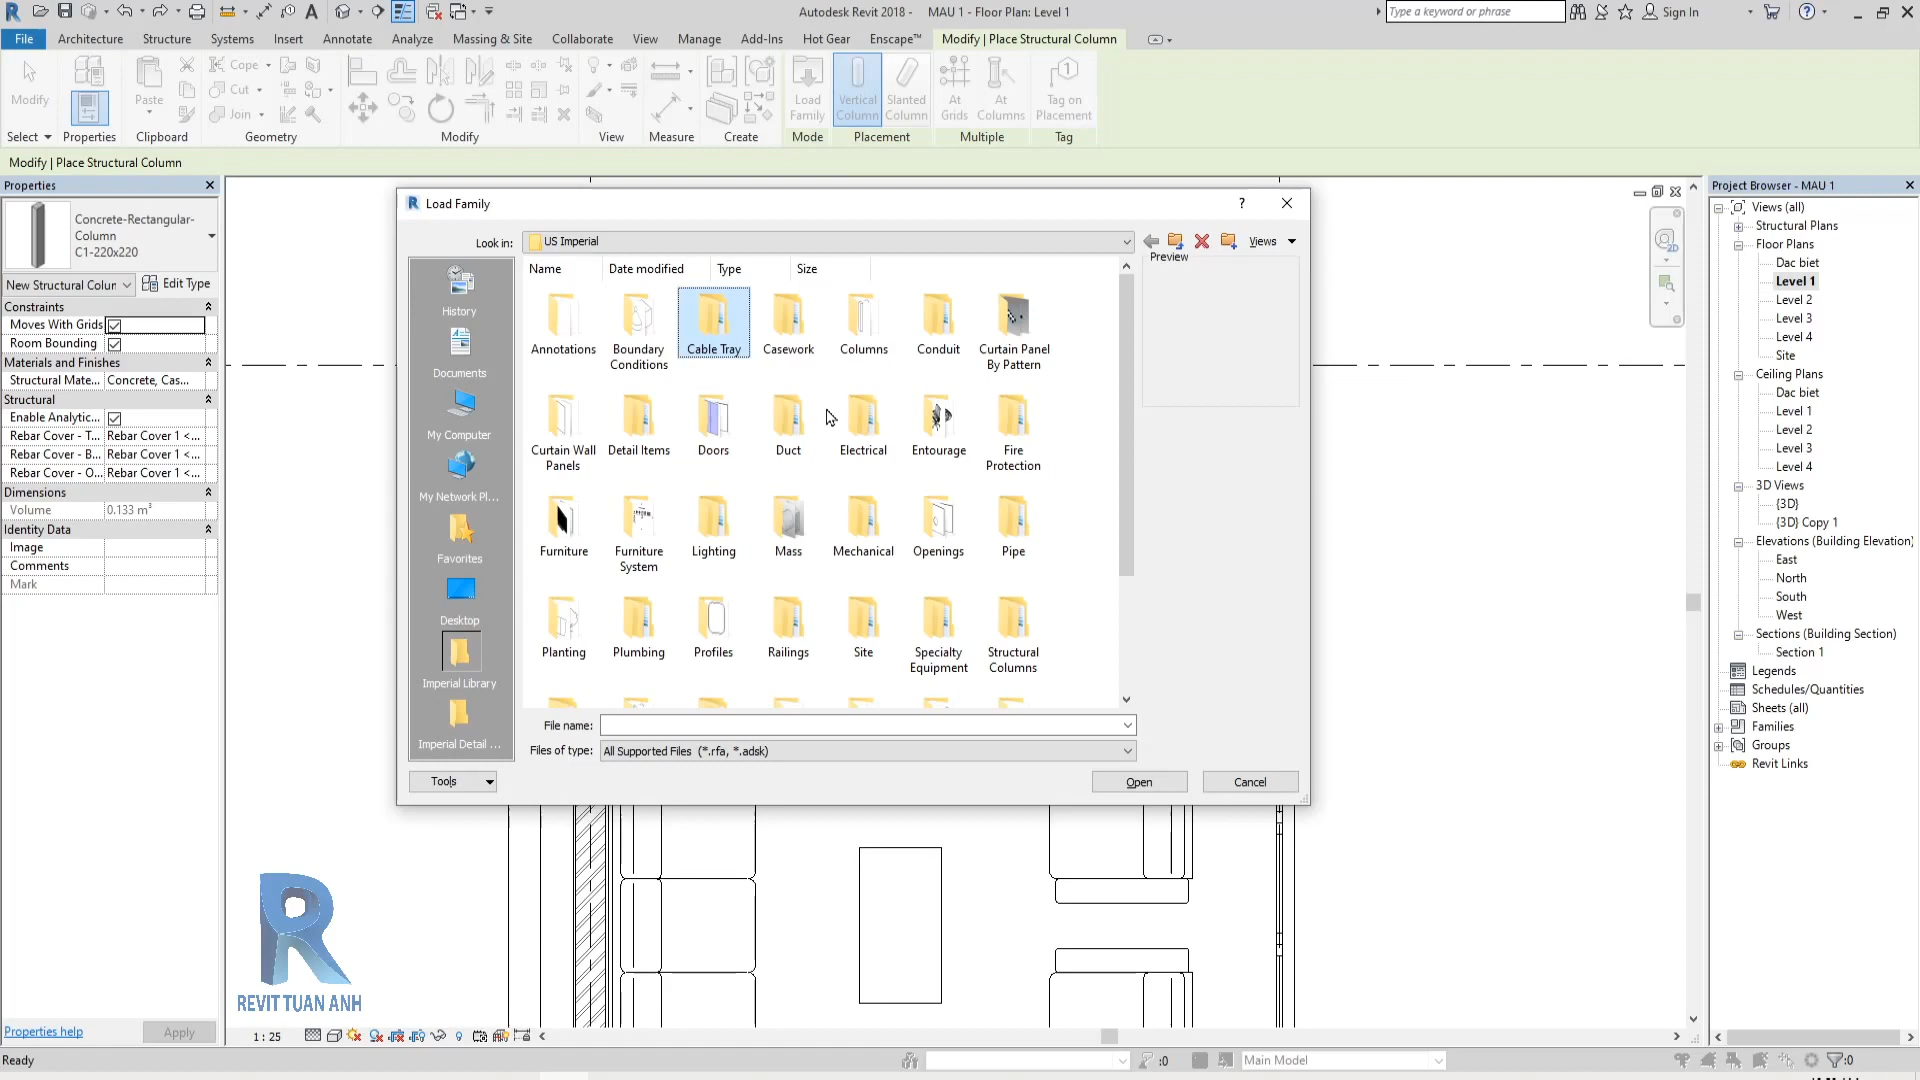 Autodesk Revit 2018 - MAU 1 - Floor Plan: Level 1
Type a keyword or phrase
Sign In
File Architecture Structure Systems Insert Annotate Analyze Massing & Site Collaborate View Manage Add-Ins Hot Gear Enscape™ Modify | Place Structural Column
Modify
Paste
Cope
Cut
Join
Load Family
Vertical Column
Slanted Column
At Grids
At Columns
Tag on Placement
Select Properties Clipboard Geometry Modify View Measure Create Mode Placement Multiple Tag
Modify | Place Structural Column
Properties
Concrete-Rectangular-
Column
C1-220x220
New Structural Colur
Edit Type
Constraints
Moves With Grids
Room Bounding
Materials and Finishes
Structural Mate... Concrete, Cas...
Structural
Enable Analytic...
Rebar Cover - T... Rebar Cover 1 <...
Rebar Cover - B... Rebar Cover 1 <...
Rebar Cover - O... Rebar Cover 1 <...
Dimensions
Volume 0.133 m³
Identity Data
Image
Comments
Mark
Properties help
Apply
Ready
Load Family
Look in: US Imperial
Views
Preview
Name Date modified Type Size
History
Documents
My Computer
My Network Pl...
Favorites
Desktop
Imperial Library
Imperial Detail ...
Annotations
Boundary Conditions
Cable Tray
Casework
Columns
Conduit
Curtain Panel By Pattern
Curtain Wall Panels
Detail Items
Doors
Duct
Electrical
Entourage
Fire Protection
Furniture
Furniture System
Lighting
Mass
Mechanical
Openings
Pipe
Planting
Plumbing
Profiles
Railings
Site
Specialty Equipment
Structural Columns
File name:
Files of type: All Supported Files (*.rfa, *.adsk)
Tools
Open
Cancel
REVIT TUAN ANH
1 : 25
:0
Main Model
:0
Project Browser - MAU 1
Views (all)
Structural Plans
Floor Plans
Dac biet
Level 1
Level 2
Level 3
Level 4
Site
Ceiling Plans
Dac biet
Level 1
Level 2
Level 3
Level 4
3D Views
{3D}
{3D} Copy 1
Elevations (Building Elevation)
East
North
South
West
Sections (Building Section)
Section 1
Legends
Schedules/Quantities
Sheets (all)
Families
Groups
Revit Links